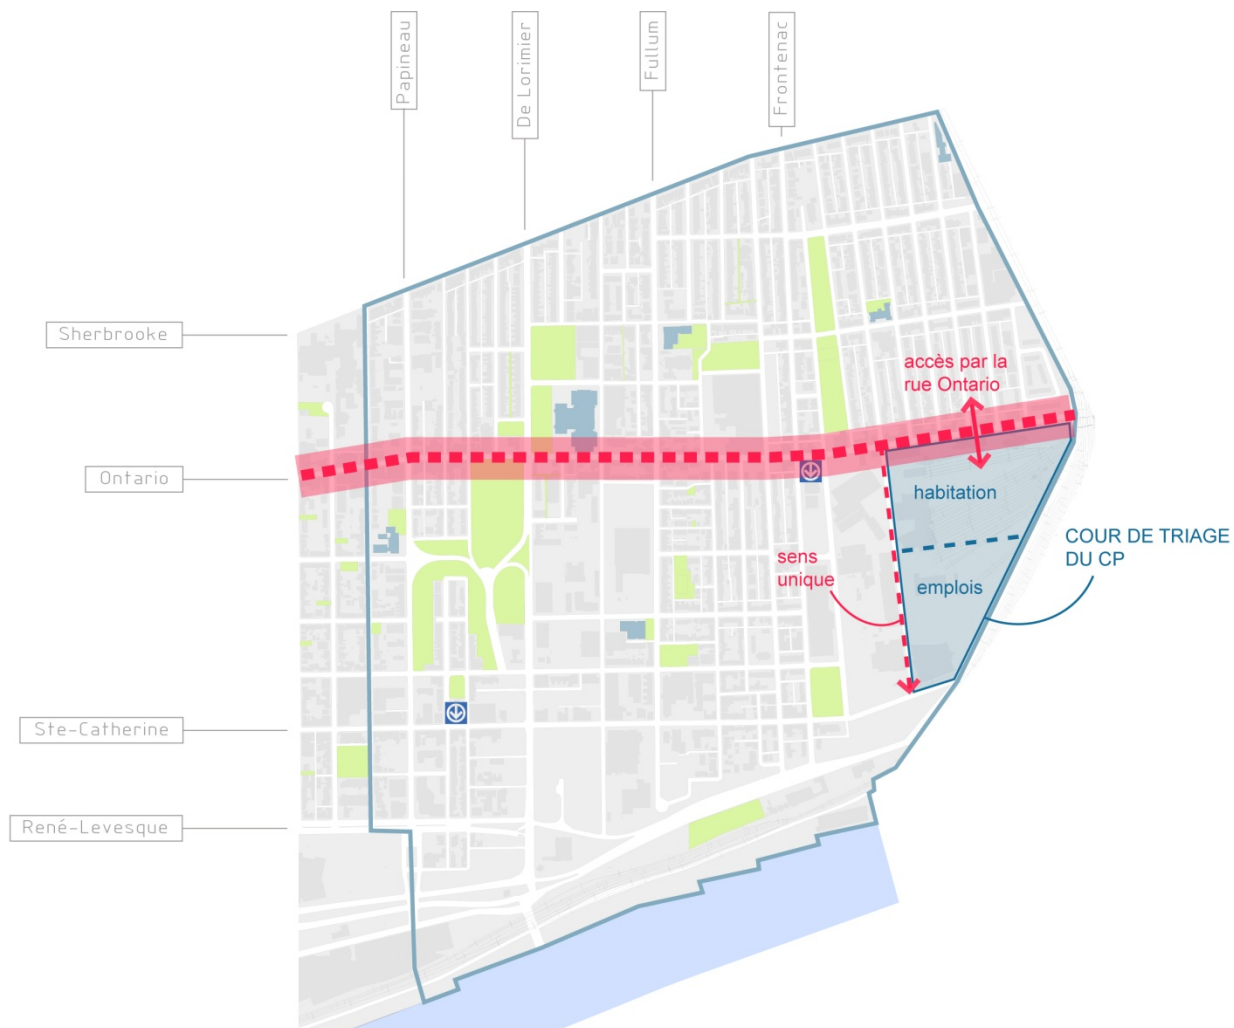 Papineau
De Lorimier
Fullum
Frontenac
Sherbrooke
accès par la
rue Ontario
Ontario
habitation
COUR DE TRIAGE
DU CP
sens
unique
emplois
Ste-Catherine
René-Levesque